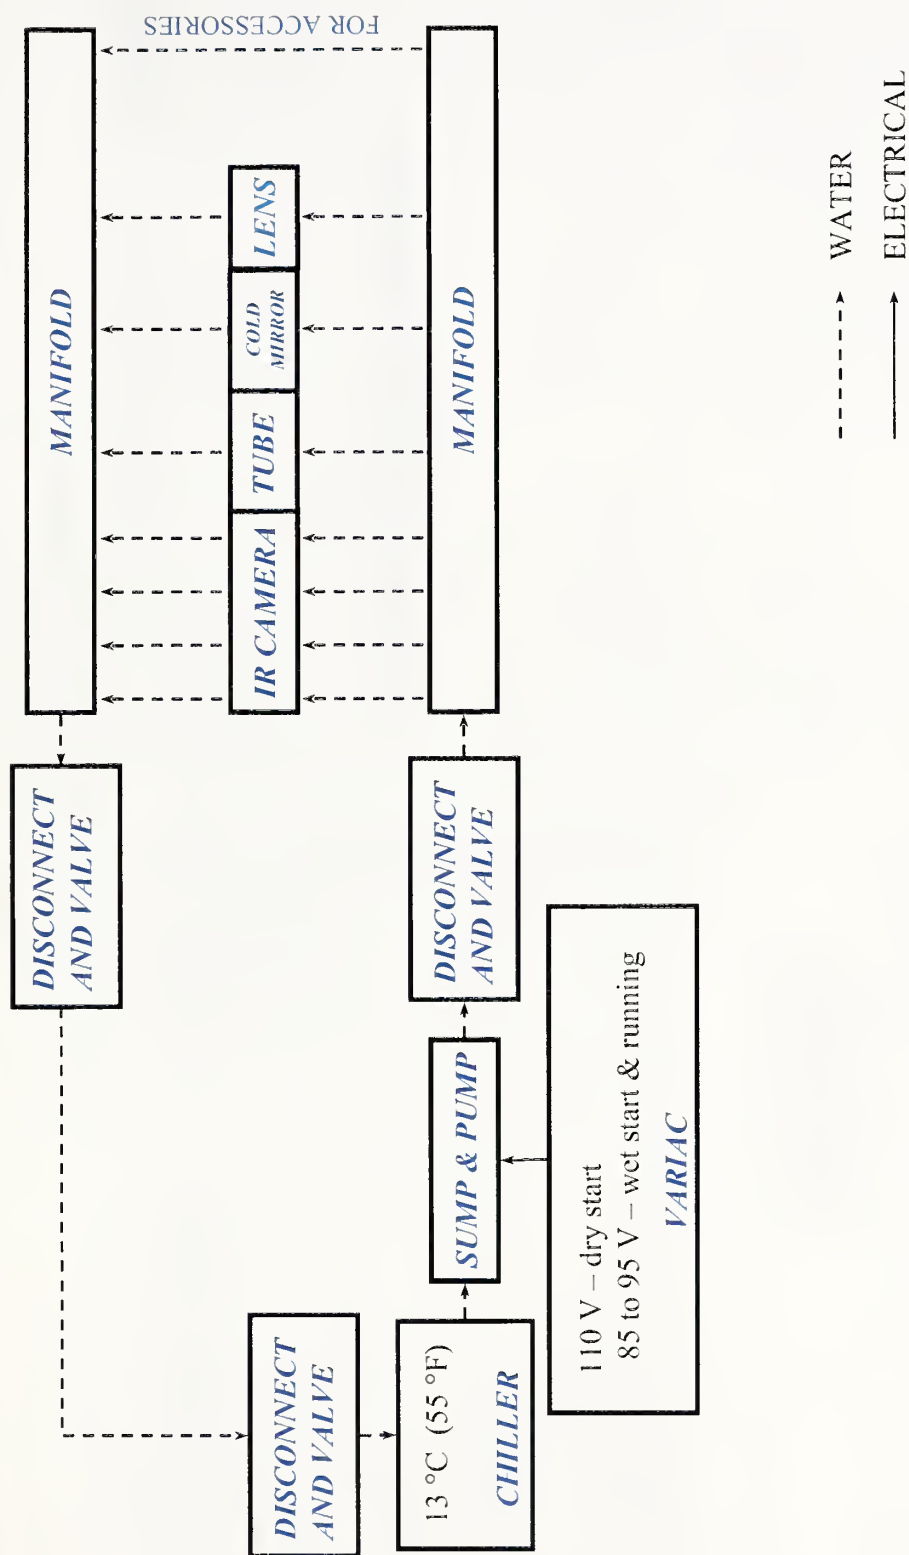 MANIFOLD
FOR ACCESSORIES
DISCONNECT
AND VALVE
IR CAMERA
TUBE
COLD
MIRROR
LENS
DISCONNECT
AND VALVE
13 °C (55 °F)
CHILLER
SUMP & PUMP
DISCONNECT
AND VALVE
MANIFOLD
110 V – dry start
85 to 95 V – wet start & running
VARIAC
WATER
ELECTRICAL